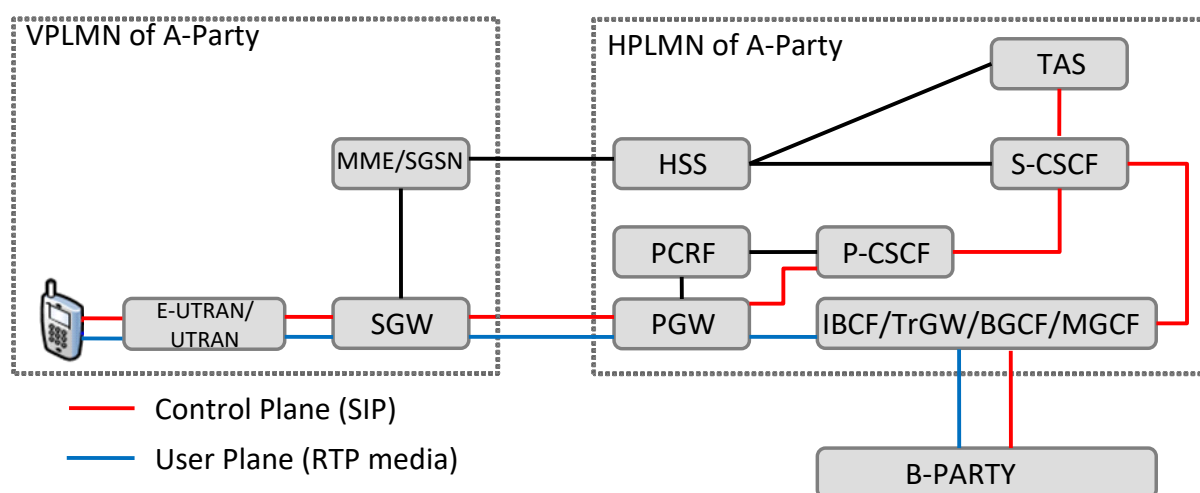 VPLMN of A-Party
HPLMN of A-Party
TAS
MME/SGSN
HSS
S-CSCF
PCRF
P-CSCF
E-UTRAN/
UTRAN
SGW
PGW
IBCF/TrGW/BGCF/MGCF
Control Plane (SIP)
User Plane (RTP media)
B-PARTY